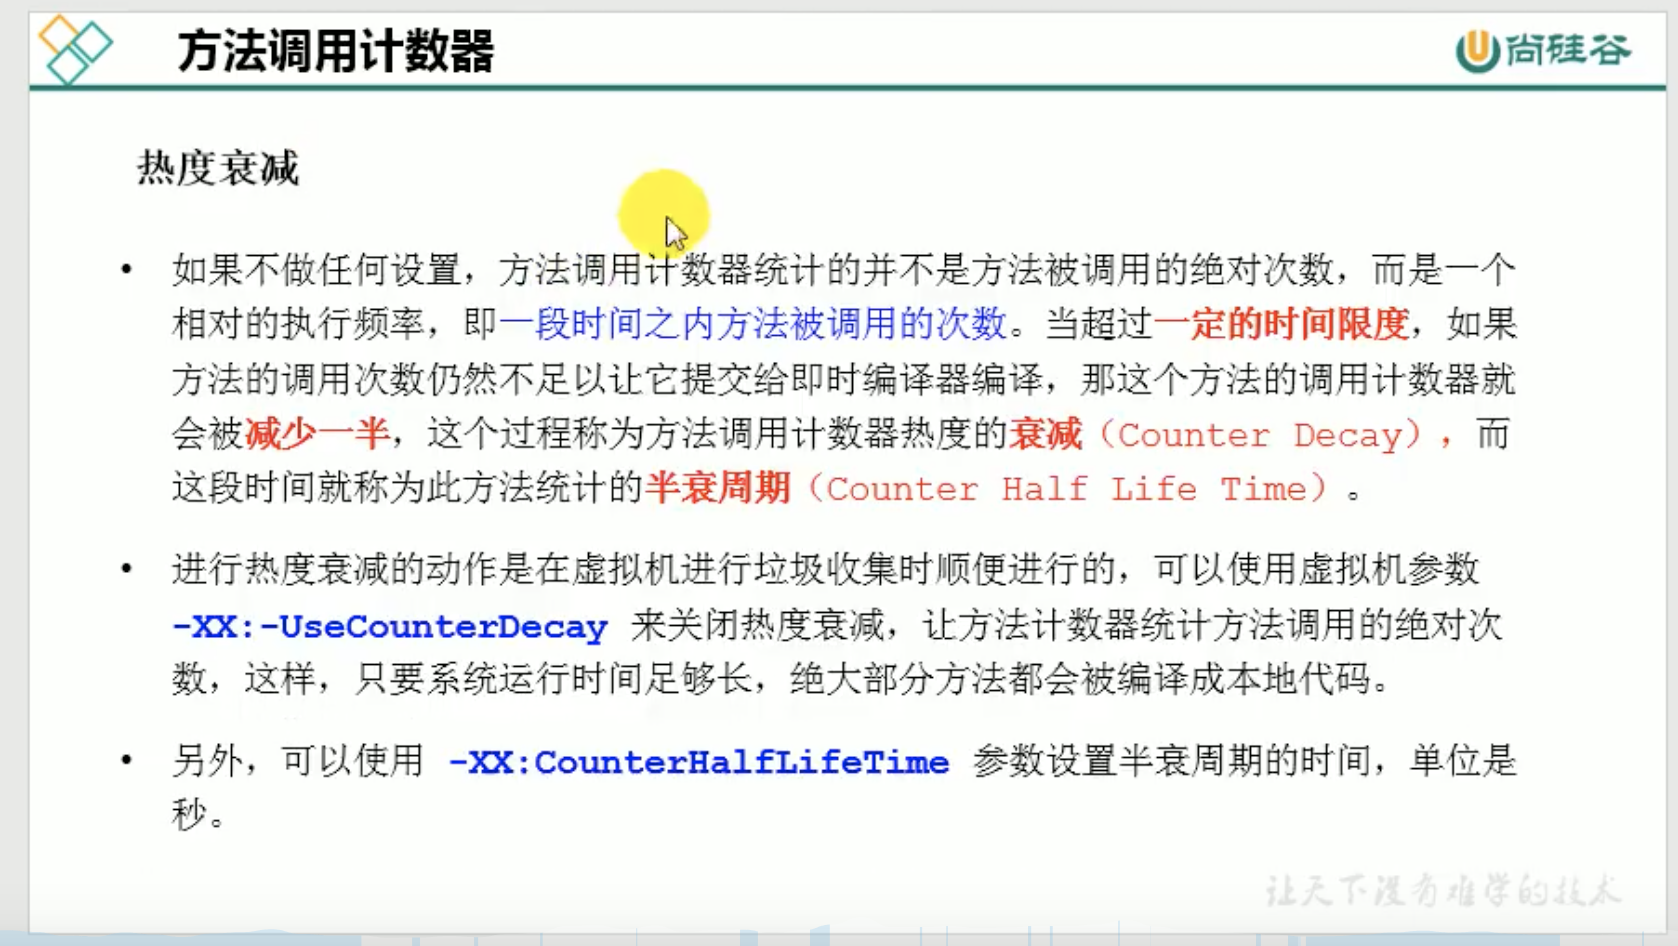 方法调用计数器
尚硅谷
热度衰减
• 如果不做任何设置，方法调用计数器统计的并不是方法被调用的绝对次数，而是一个
相对的执行频率，即一段时间之内方法被调用的次数。当超过一定的时间限度，如果
方法的调用次数仍然不足以让它提交给即时编译器编译，那这个方法的调用计数器就
会被减少一半，这个过程称为方法调用计数器热度的衰减（Counter Decay），而
这段时间就称为此方法统计的半衰周期（Counter Half Life Time）。
• 进行热度衰减的动作是在虚拟机进行垃圾收集时顺便进行的，可以使用虚拟机参数
-XX:-UseCounterDecay 来关闭热度衰减，让方法计数器统计方法调用的绝对次
数，这样，只要系统运行时间足够长，绝大部分方法都会被编译成本地代码。
• 另外，可以使用 -XX:CounterHalfLifeTime 参数设置半衰周期的时间，单位是
秒。
让天下没有难学的技术